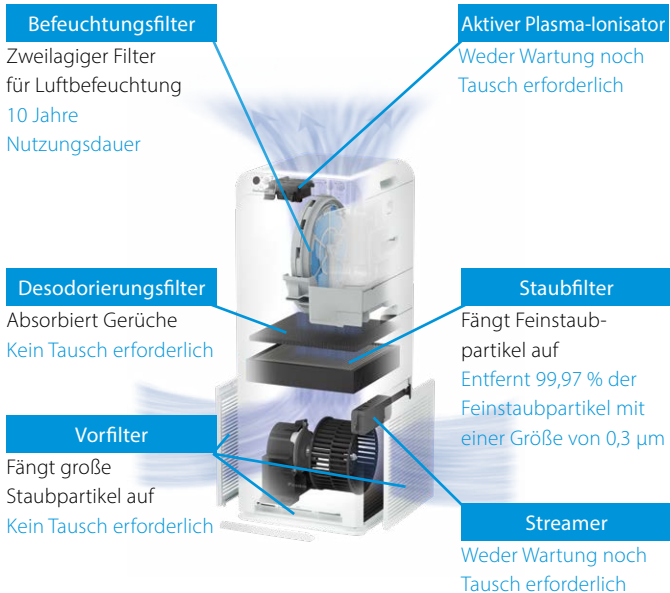 Befeuchtungsfilter
Zweilagiger Filter
für Luftbefeuchtung
10 Jahre
Nutzungsdauer
Aktiver Plasma-Ionisator
Weder Wartung noch
Tausch erforderlich
Desodorierungsfilter
Absorbiert Gerüche
Kein Tausch erforderlich
Staubfilter
Fängt Feinstaub-
partikel auf
Entfernt 99,97 % der
Feinstaubpartikel mit
einer Größe von 0,3 µm
Vorfilter
Fängt große
Staubpartikel auf
Kein Tausch erforderlich
Streamer
Weder Wartung noch
Tausch erforderlich